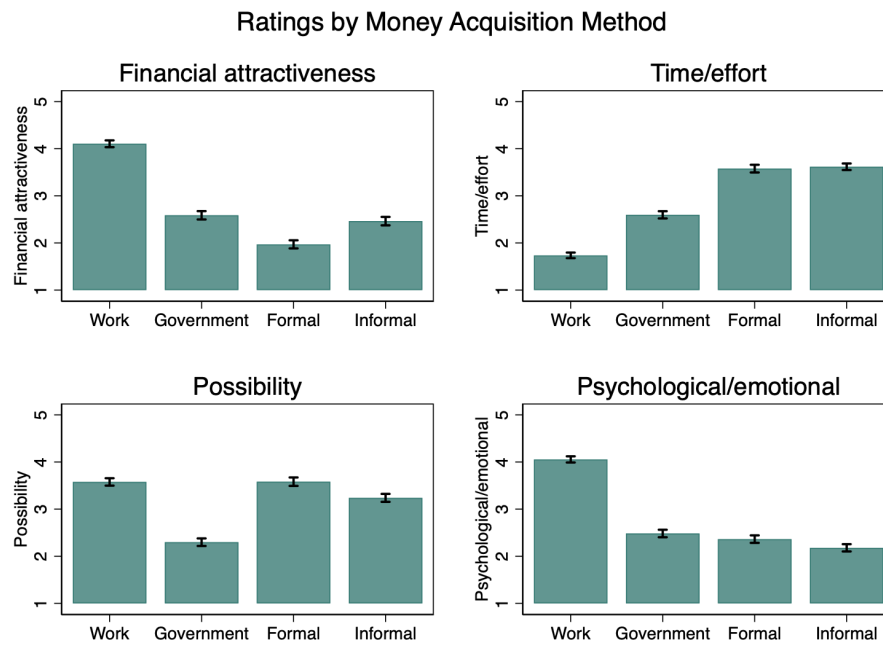 Ratings by Money Acquisition Method
Financial attractiveness
Financial attractiveness
5
4
3
2
1
Work Government Formal Informal
Time/effort
Time/effort
5
4
3
2
1
Work Government Formal Informal
Possibility
Possibility
5
4
3
2
1
Work Government Formal Informal
Psychological/emotional
Psychological/emotional
5
4
3
2
1
Work Government Formal Informal